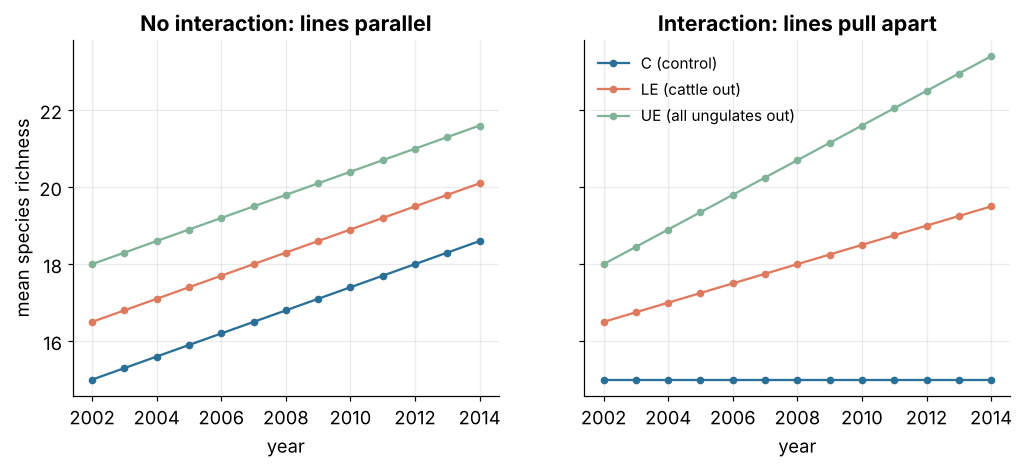 No interaction: lines parallel
mean species richness
22
20
18
16
2002 2004 2006 2008 2010 2012 2014
year
Interaction: lines pull apart
C (control)
LE (cattle out)
UE (all ungulates out)
2002 2004 2006 2008 2010 2012 2014
year